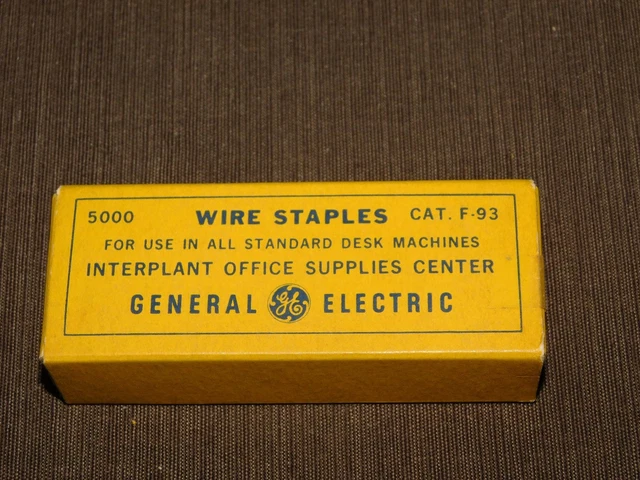 5000 WIRE STAPLES CAT. F-93
FOR USE IN ALL STANDARD DESK MACHINES
INTERPLANT OFFICE SUPPLIES CENTER
GENERAL GE ELECTRIC